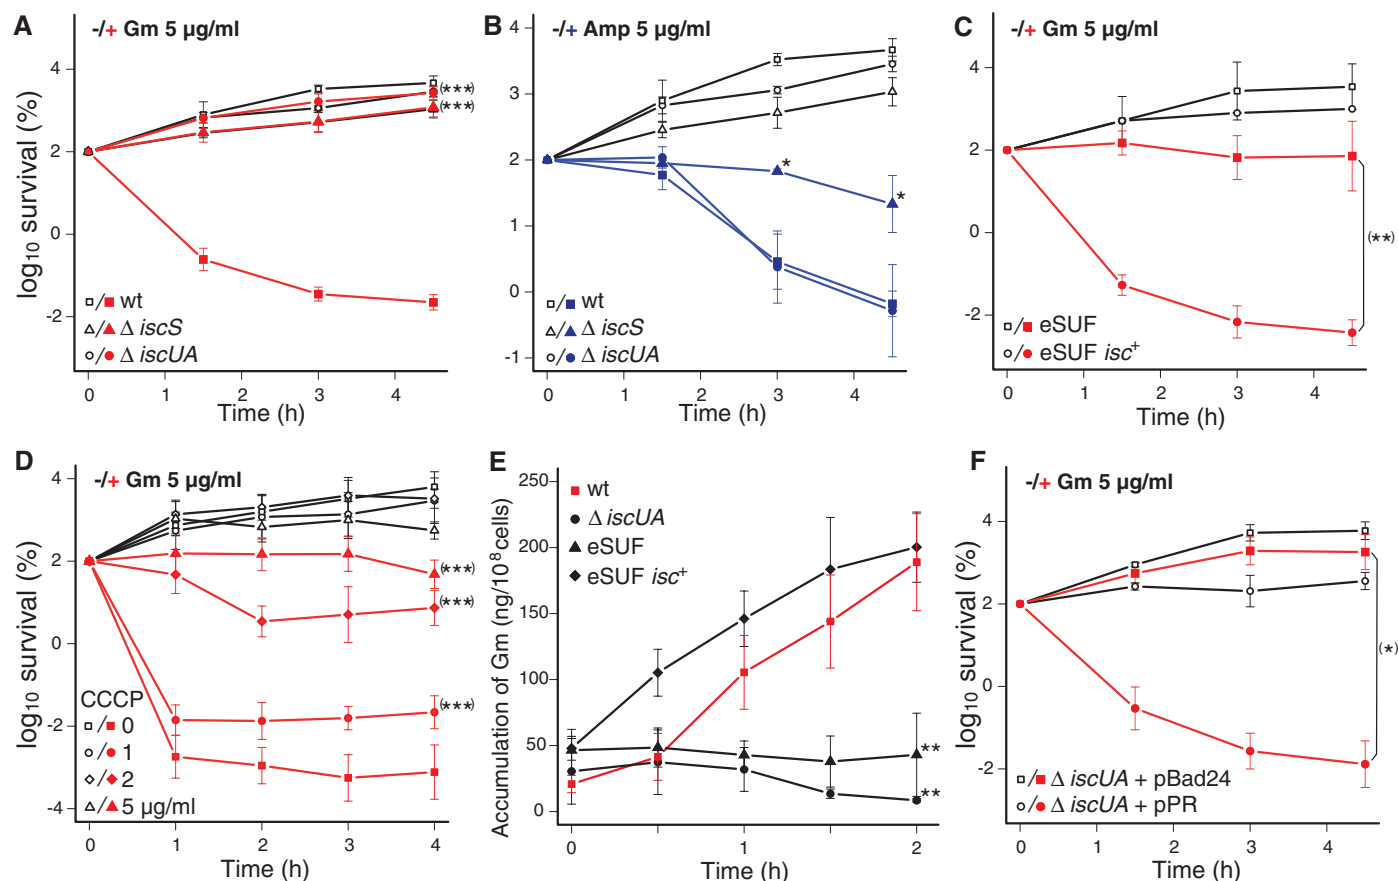 A
-/+ Gm 5 µg/ml
log10 survival (%)
4
2
0
-2
(***)
(***)
□/■ wt
△/▲ Δ iscS
○/● Δ iscUA
0 1 2 3 4
Time (h)
B
-/+ Amp 5 µg/ml
4
3
2
1
0
-1
*
*
□/■ wt
△/▲ Δ iscS
○/● Δ iscUA
0 1 2 3 4
Time (h)
C
-/+ Gm 5 µg/ml
4
2
0
-2
(**)
□/■ eSUF
○/● eSUF isc+
0 1 2 3 4
Time (h)
D
-/+ Gm 5 µg/ml
log10 survival (%)
4
2
0
-2
-4
(***)
(***)
(***)
CCCP
□/■ 0
○/● 1
◇/◆ 2
△/▲ 5 µg/ml
0 1 2 3 4
Time (h)
E
Accumulation of Gm (ng/10⁸cells)
250
200
150
100
50
0
■ wt
● Δ iscUA
▲ eSUF
◆ eSUF isc+
**
**
0 1 2
Time (h)
F
-/+ Gm 5 µg/ml
log10 survival (%)
4
2
0
-2
(*)
□/■ Δ iscUA + pBad24
○/● Δ iscUA + pPR
0 1 2 3 4
Time (h)